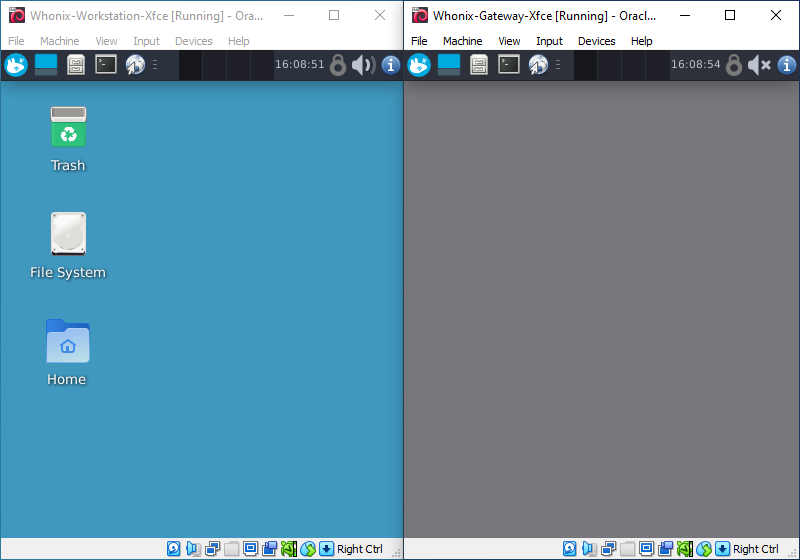 Whonix-Workstation-Xfce [Running] - Ora...
File Machine View Input Devices Help
16:08:51
Trash
File System
Home
Right Ctrl
Whonix-Gateway-Xfce [Running] - Oracl...
File Machine View Input Devices Help
16:08:54
Right Ctrl